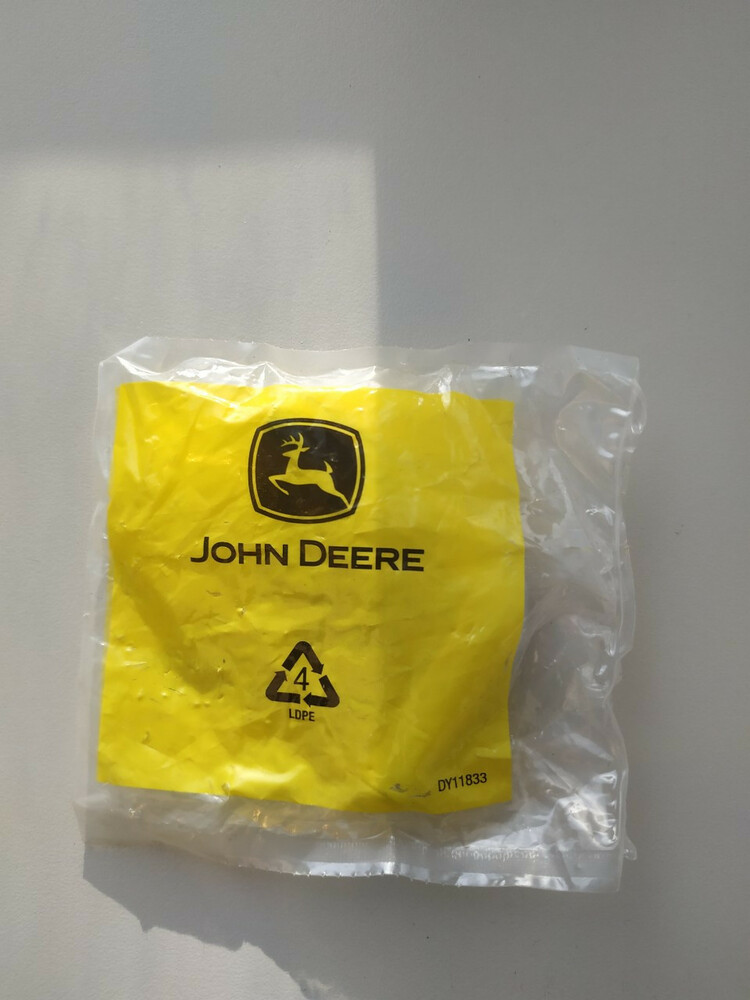 JOHN DEERE
4
LDPE
DY11833